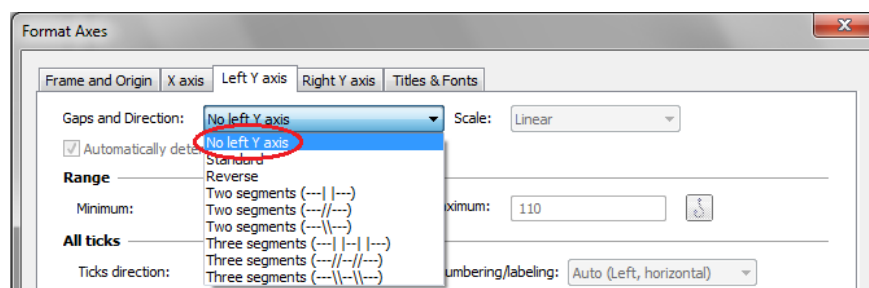 Format Axes
Frame and Origin X axis Left Y axis Right Y axis Titles & Fonts
Gaps and Direction: No left Y axis Scale: Linear
No left Y axis
Automatically dete
Standard
Range
Reverse
Two segments (---| |---)
Minimum: Two segments (---//---) ximum: 110
Two segments (---\\---)
All ticks
Three segments (---| |--| |---)
Three segments (---//--//---)
Ticks direction: Three segments (---\\--\\---) umbering/labeling: Auto (Left, horizontal)